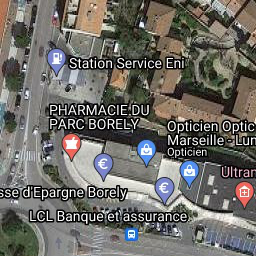 Station Service Eni
PHARMACIE DU
PARC BORELY
Opticien Optic
Marseille - Lun
Opticien
Ultran
sse d'Epargne Borely
LCL Banque et assurance